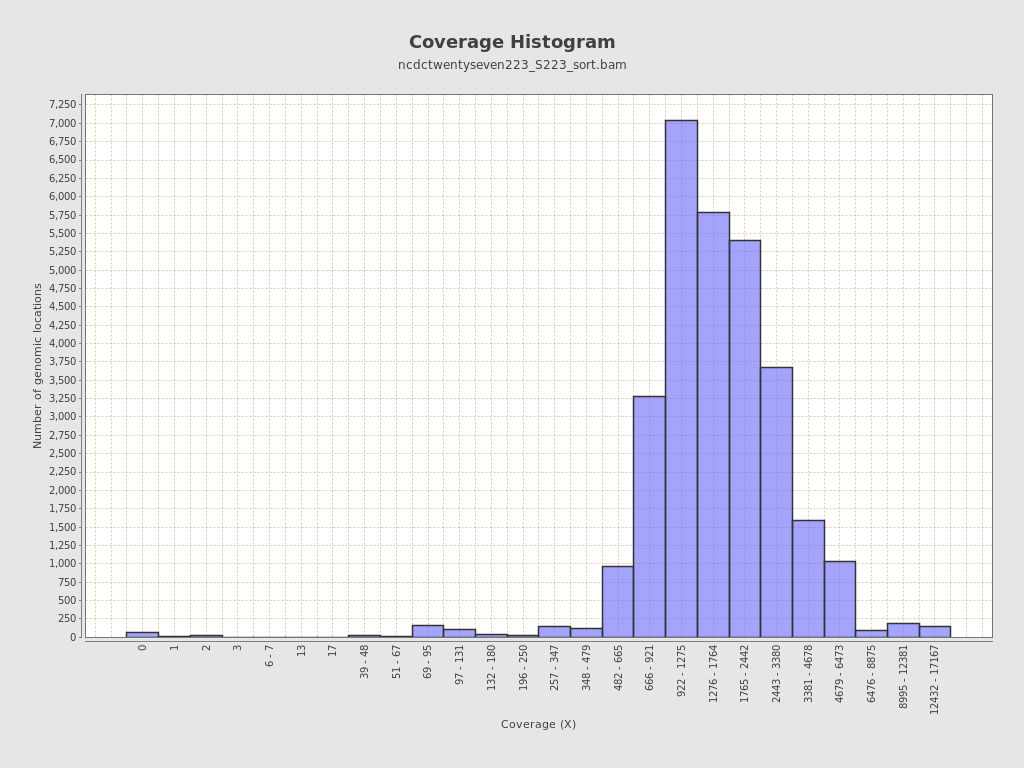 Coverage Histogram
ncdctwentyseven223_S223_sort.bam
Number of genomic locations
7,250
7,000
6,750
6,500
6,250
6,000
5,750
5,500
5,250
5,000
4,750
4,500
4,250
4,000
3,750
3,500
3,250
3,000
2,750
2,500
2,250
2,000
1,750
1,500
1,250
1,000
750
500
250
0
0
1
2
3
6 - 7
13
17
39 - 48
51 - 67
69 - 95
97 - 131
132 - 180
196 - 250
257 - 347
348 - 479
482 - 665
666 - 921
922 - 1275
1276 - 1764
1765 - 2442
2443 - 3380
3381 - 4678
4679 - 6473
6476 - 8875
8995 - 12381
12432 - 17167
Coverage (X)